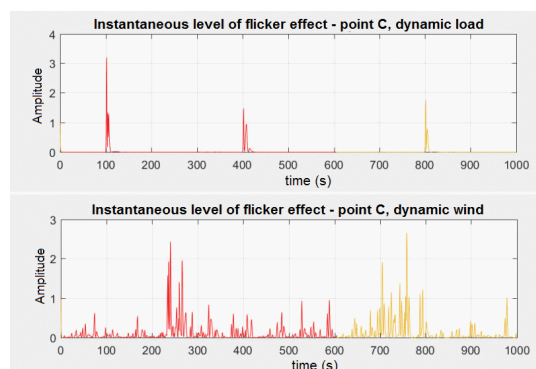 Instantaneous level of flicker effect - point C, dynamic load
4
3
2
1
0
Amplitude
0 100 200 300 400 500 600 700 800 900 1000
time (s)
Instantaneous level of flicker effect - point C, dynamic wind
3
2
1
0
Amplitude
0 100 200 300 400 500 600 700 800 900 1000
time (s)